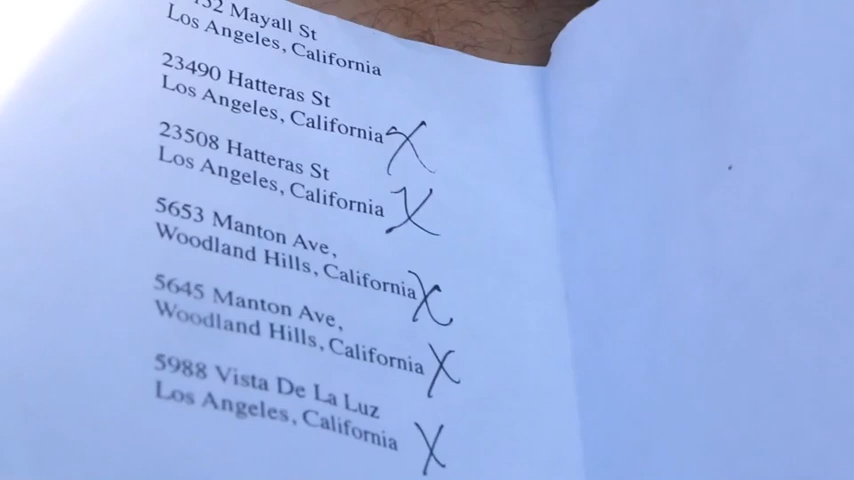 Mayall St
Los Angeles, California
23490 Hatteras St
Los Angeles, California X
23508 Hatteras St
Los Angeles, California X
5653 Manton Ave,
Woodland Hills, California X
5645 Manton Ave,
Woodland Hills, California X
5988 Vista De La Luz
Los Angeles, California X